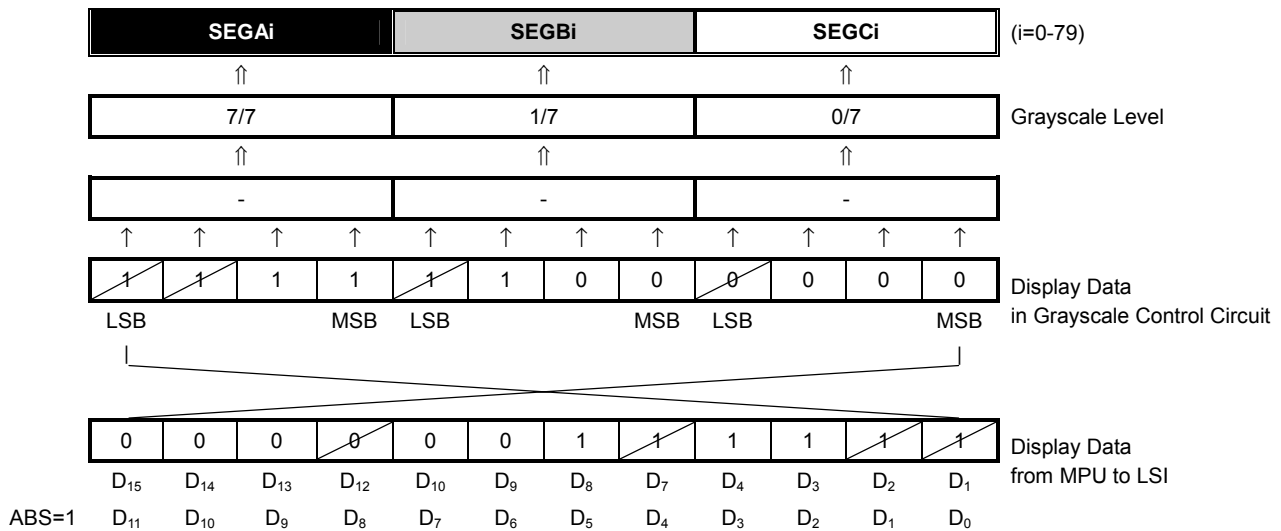 SEGAi SEGBi SEGCi (i=0-79)
⇑ ⇑ ⇑
7/7 1/7 0/7 Grayscale Level
⇑ ⇑ ⇑
- - -
↑ ↑ ↑ ↑ ↑ ↑ ↑ ↑ ↑ ↑ ↑ ↑
1 1 1 1 1 1 0 0 0 0 0 0 Display Data
in Grayscale Control Circuit
LSB MSB LSB MSB LSB MSB
0 0 0 0 0 0 1 1 1 1 1 1 Display Data
from MPU to LSI
D₁₅ D₁₄ D₁₃ D₁₂ D₁₀ D₉ D₈ D₇ D₄ D₃ D₂ D₁
ABS=1 D₁₁ D₁₀ D₉ D₈ D₇ D₆ D₅ D₄ D₃ D₂ D₁ D₀